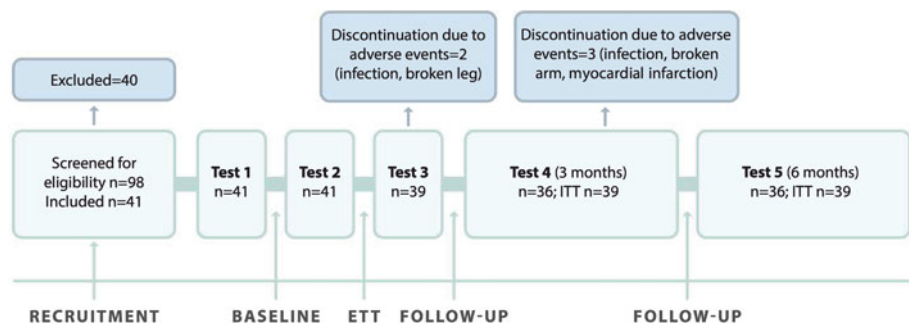 Discontinuation due to
adverse events=2
(infection, broken leg)
Discontinuation due to adverse
events=3 (infection, broken
arm, myocardial infarction)
Excluded=40
Screened for
eligibility n=98
Included n=41
Test 1
n=41
Test 2
n=41
Test 3
n=39
Test 4 (3 months)
n=36; ITT n=39
Test 5 (6 months)
n=36; ITT n=39
RECRUITMENT
BASELINE
ETT
FOLLOW-UP
FOLLOW-UP